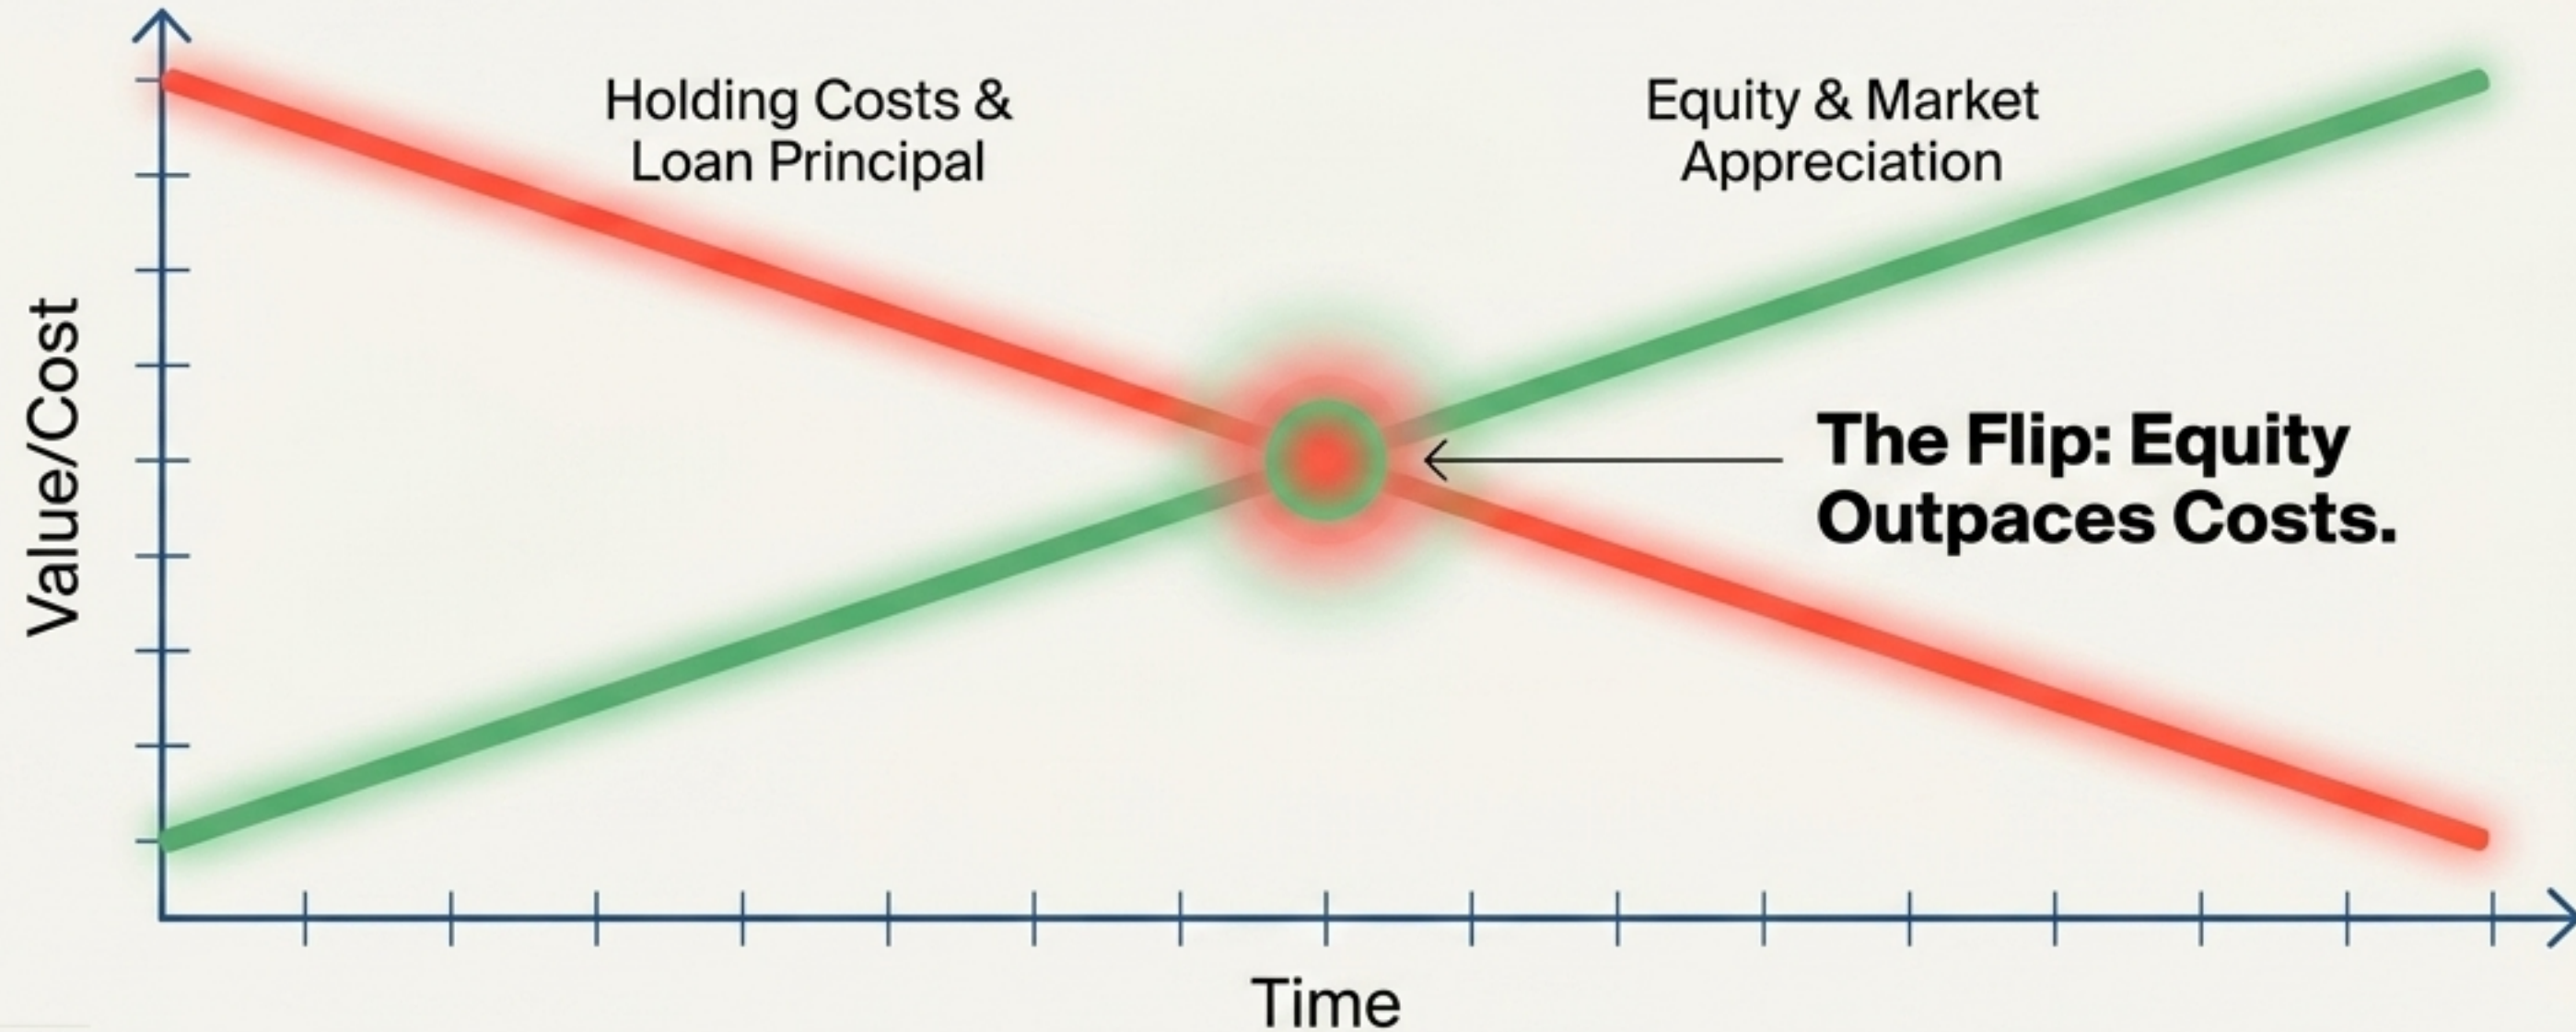 Holding Costs &
Loan Principal
Equity & Market
Appreciation
Value/Cost
The Flip: Equity
Outpaces Costs.
Time